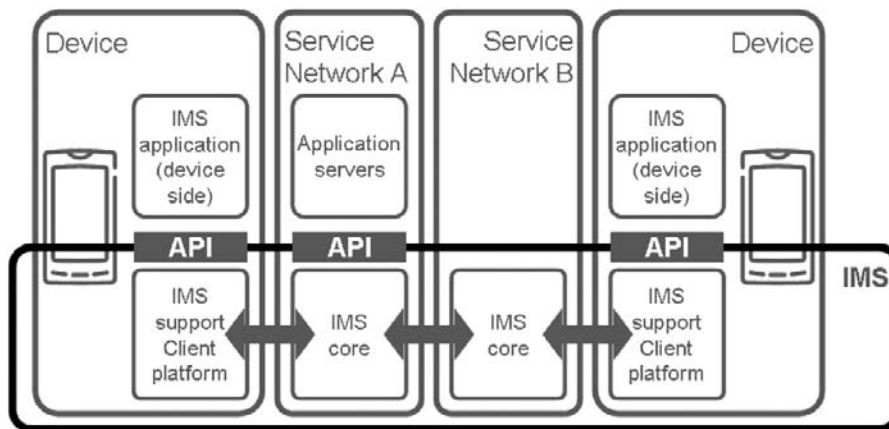 Device
IMS
application
(device
side)
API
IMS
support
Client
platform
Service
Network A
Application
servers
API
IMS
core
Service
Network B
IMS
core
Device
IMS
application
(device
side)
API
IMS
support
Client
platform
IMS